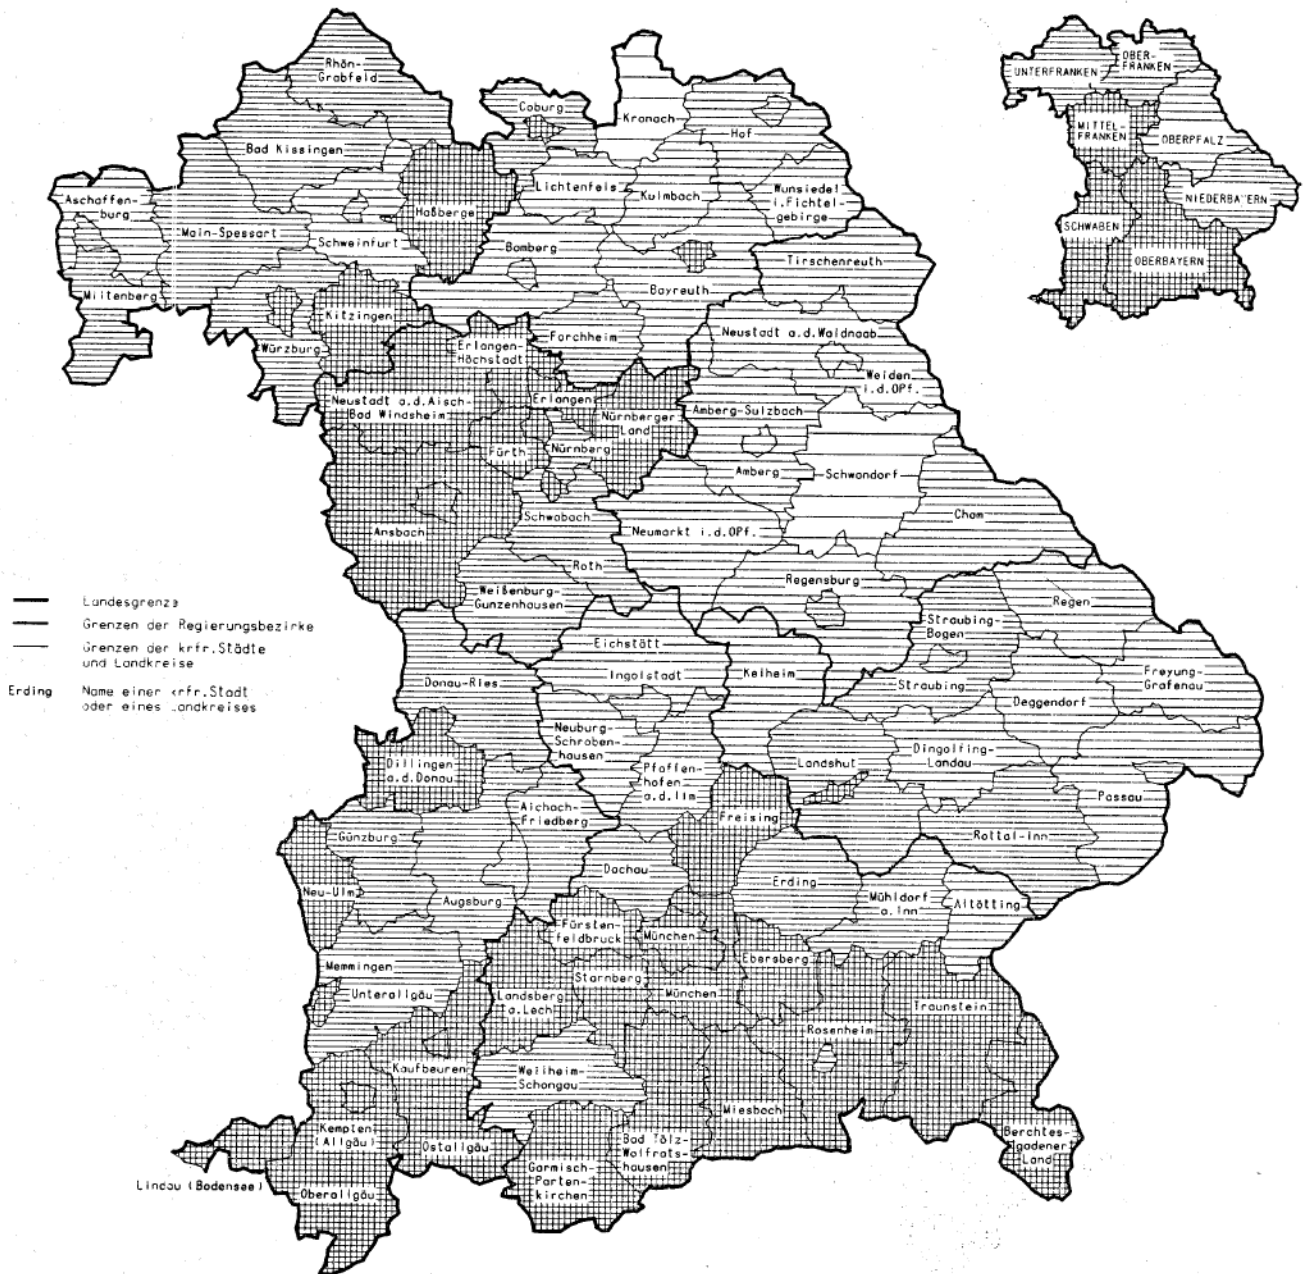 Rhön-
Grabfeld
Coburg
Kronach
Hof
Bad Kissingen
Lichtenfels
Kulmbach
Wunsiedel
i.Fichtel-
gebirge
Aschaffen-
burg
Haßberge
Main-Spessart
Schweinfurt
Bamberg
Tirschenreuth
Miltenberg
Bayreuth
Kitzingen
Forchheim
Neustadt a.d.Waldnaab
Würzburg
Erlangen-
Höchstadt
Weiden
i.d.OPf.
Neustadt a.d.Aisch-
Bad Windsheim
Erlangen
Nürnberger
Land
Amberg-Sulzbach
Fürth
Nürnberg
Amberg
Schwandorf
Ansbach
Schwabach
Neumarkt i.d.OPf.
Cham
Roth
Regensburg
Weißenburg-
Gunzenhausen
Straubing-
Bogen
Regen
Eichstätt
Ingolstadt
Kelheim
Straubing
Freyung-
Grafenau
Donau-Ries
Deggendorf
Neuburg-
Schroben-
hausen
Dingolfing-
Landau
Dillingen
a.d.Donau
Pfaffen-
hofen
a.d.Ilm
Landshut
Passau
Aichach-
Friedberg
Freising
Günzburg
Rottal-Inn
Dachau
Erding
Neu-Ulm
Augsburg
Mühldorf
a.Inn
Altötting
Fürsten-
feldbruck
München
Ebersberg
Memmingen
Unterallgäu
Starnberg
München
Landsberg
a.Lech
Traunstein
Rosenheim
Kaufbeuren
Weilheim-
Schongau
Miesbach
Kempten
(Allgäu)
Ostallgäu
Bad Tölz-
Wolfrats-
hausen
Berchtes-
gadener
Land
Garmisch-
Parten-
kirchen
Lindau (Bodensee)
Oberallgäu
UNTERFRANKEN
OBER-
FRANKEN
MITTEL-
FRANKEN
OBERPFALZ
NIEDERBAYERN
SCHWABEN
OBERBAYERN
Landesgrenze
Grenzen der Regierungsbezirke
Grenzen der krfr.Städte
und Landkreise
Erding Name einer krfr.Stadt
oder eines Landkreises